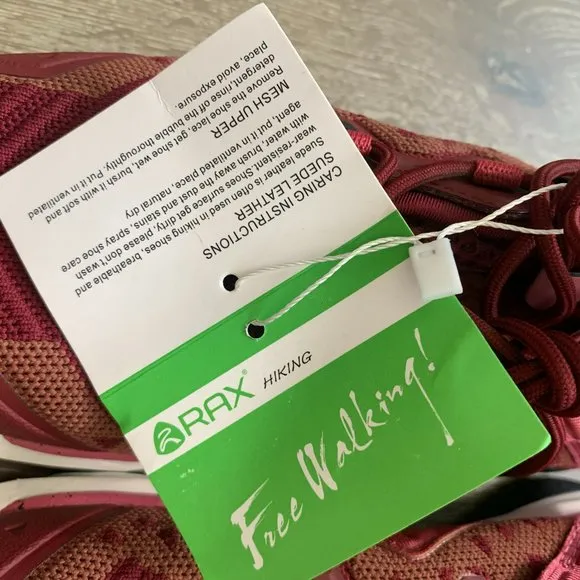 CARING INSTRUCTIONS
SUEDE LEATHER
Suede leather is often used in hiking shoes, breathable and
wear-resistent. Shoes surface get dirty, please don't wash
with water, brush away the dust and stains, spray shoe care
agent, put it in ventilated place, natural dry
MESH UPPER
Remove the shoe lace, get shoe wet, bursh it with soft and
detergent,rinse off the bubble thoroughly. Put it in ventilated
place, avoid exposure.
RAX® HIKING
Free Walking!